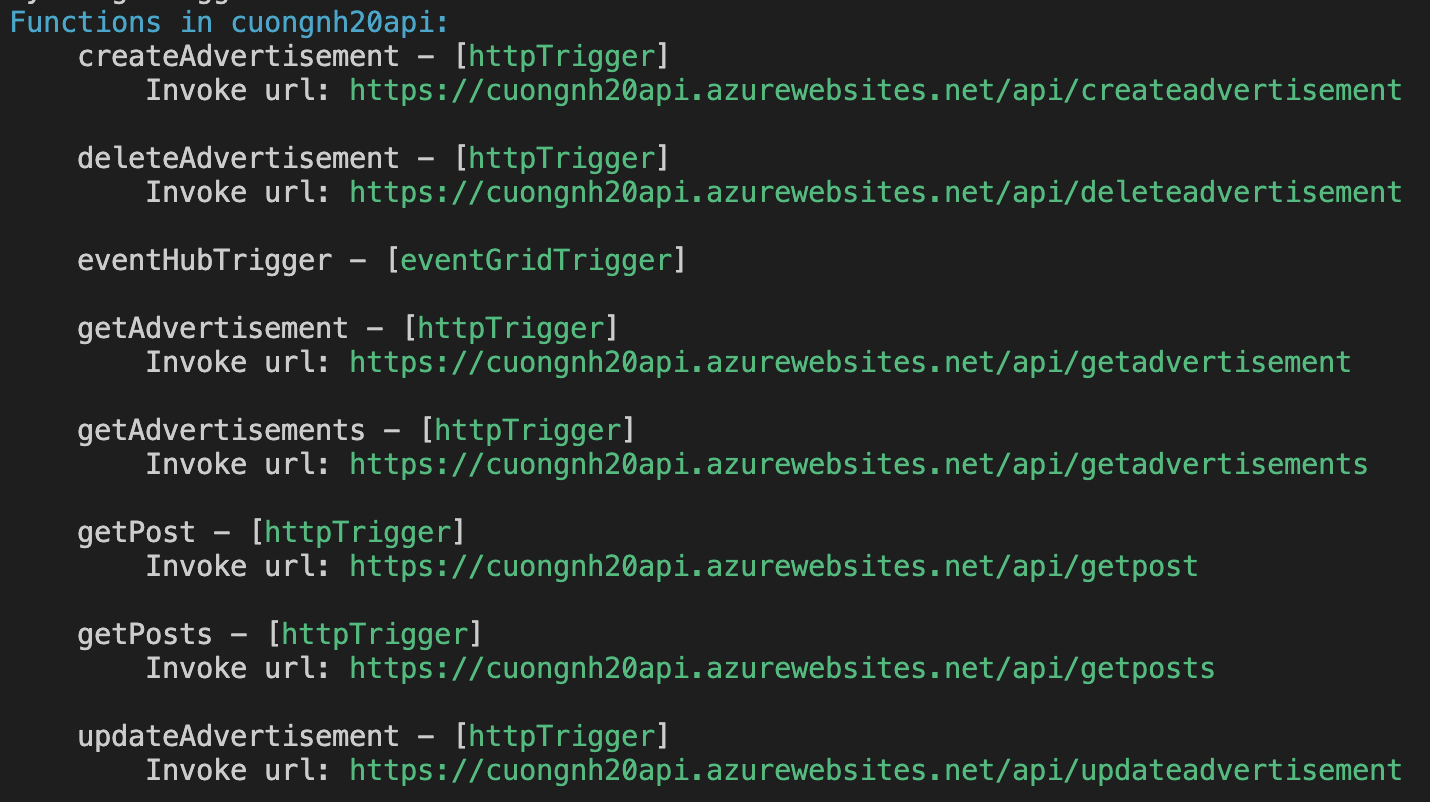 Functions in cuongnh20api:
createAdvertisement - [httpTrigger]
Invoke url: https://cuongnh20api.azurewebsites.net/api/createadvertisement
deleteAdvertisement - [httpTrigger]
Invoke url: https://cuongnh20api.azurewebsites.net/api/deleteadvertisement
eventHubTrigger - [eventGridTrigger]
getAdvertisement - [httpTrigger]
Invoke url: https://cuongnh20api.azurewebsites.net/api/getadvertisement
getAdvertisements - [httpTrigger]
Invoke url: https://cuongnh20api.azurewebsites.net/api/getadvertisements
getPost - [httpTrigger]
Invoke url: https://cuongnh20api.azurewebsites.net/api/getpost
getPosts - [httpTrigger]
Invoke url: https://cuongnh20api.azurewebsites.net/api/getposts
updateAdvertisement - [httpTrigger]
Invoke url: https://cuongnh20api.azurewebsites.net/api/updateadvertisement